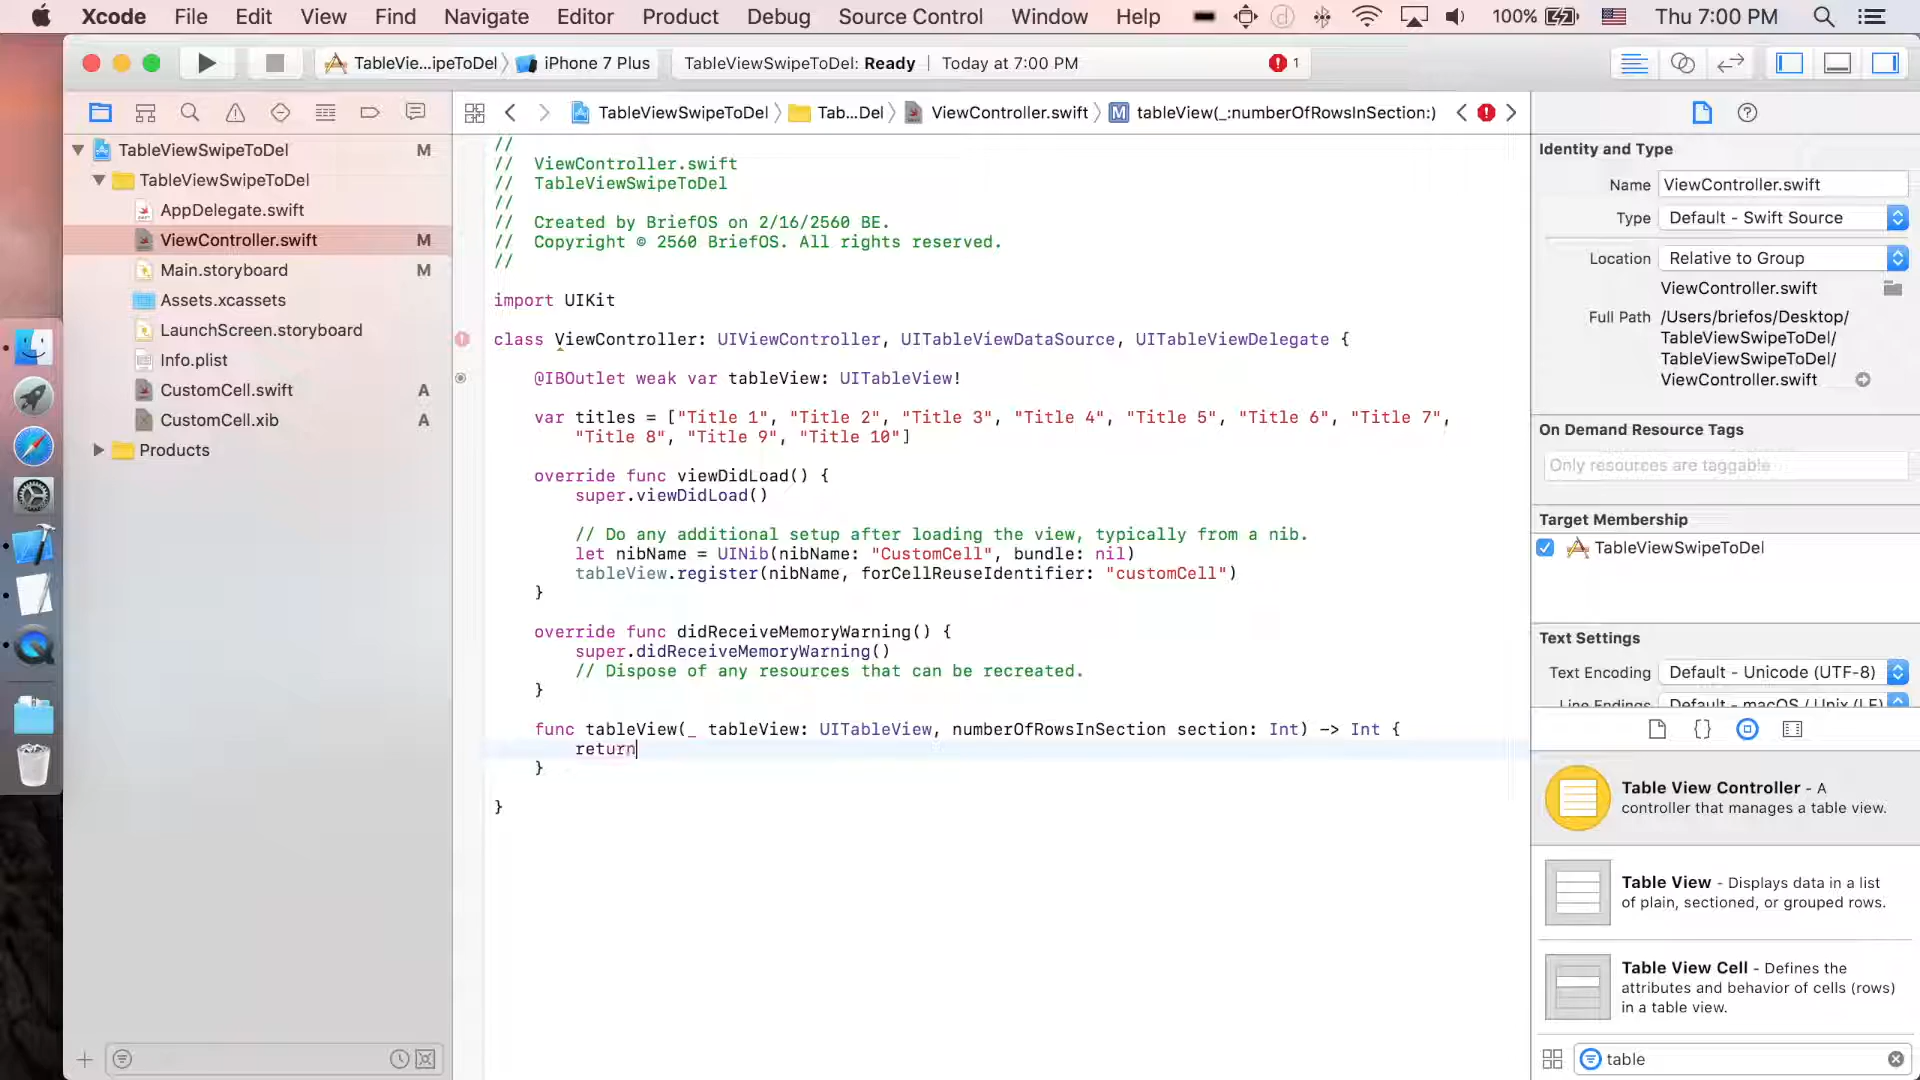 Xcode File Edit View Find Navigate Editor Product Debug Source Control Window Help 100% Thu 7:00 PM
TableVie...ipeToDel iPhone 7 Plus TableViewSwipeToDel: Ready Today at 7:00 PM 1
TableViewSwipeToDel Tab...Del ViewController.swift M tableView(_:numberOfRowsInSection:)
TableViewSwipeToDel M
TableViewSwipeToDel
AppDelegate.swift
ViewController.swift M
Main.storyboard M
Assets.xcassets
LaunchScreen.storyboard
Info.plist
CustomCell.swift A
CustomCell.xib A
Products
//
// ViewController.swift
// TableViewSwipeToDel
//
// Created by BriefOS on 2/16/2560 BE.
// Copyright © 2560 BriefOS. All rights reserved.
//
import UIKit
class ViewController: UIViewController, UITableViewDataSource, UITableViewDelegate {
@IBOutlet weak var tableView: UITableView!
var titles = ["Title 1", "Title 2", "Title 3", "Title 4", "Title 5", "Title 6", "Title 7",
"Title 8", "Title 9", "Title 10"]
override func viewDidLoad() {
super.viewDidLoad()
// Do any additional setup after loading the view, typically from a nib.
let nibName = UINib(nibName: "CustomCell", bundle: nil)
tableView.register(nibName, forCellReuseIdentifier: "customCell")
}
override func didReceiveMemoryWarning() {
super.didReceiveMemoryWarning()
// Dispose of any resources that can be recreated.
}
func tableView(_ tableView: UITableView, numberOfRowsInSection section: Int) -> Int {
return
}
}
Identity and Type
Name ViewController.swift
Type Default - Swift Source
Location Relative to Group
ViewController.swift
Full Path /Users/briefos/Desktop/
TableViewSwipeToDel/
TableViewSwipeToDel/
ViewController.swift
On Demand Resource Tags
Only resources are taggable
Target Membership
TableViewSwipeToDel
Text Settings
Text Encoding Default - Unicode (UTF-8)
Line Endings Default - macOS / Unix (LF)
{}
Table View Controller - A
controller that manages a table view.
Table View - Displays data in a list
of plain, sectioned, or grouped rows.
Table View Cell - Defines the
attributes and behavior of cells (rows)
in a table view.
table